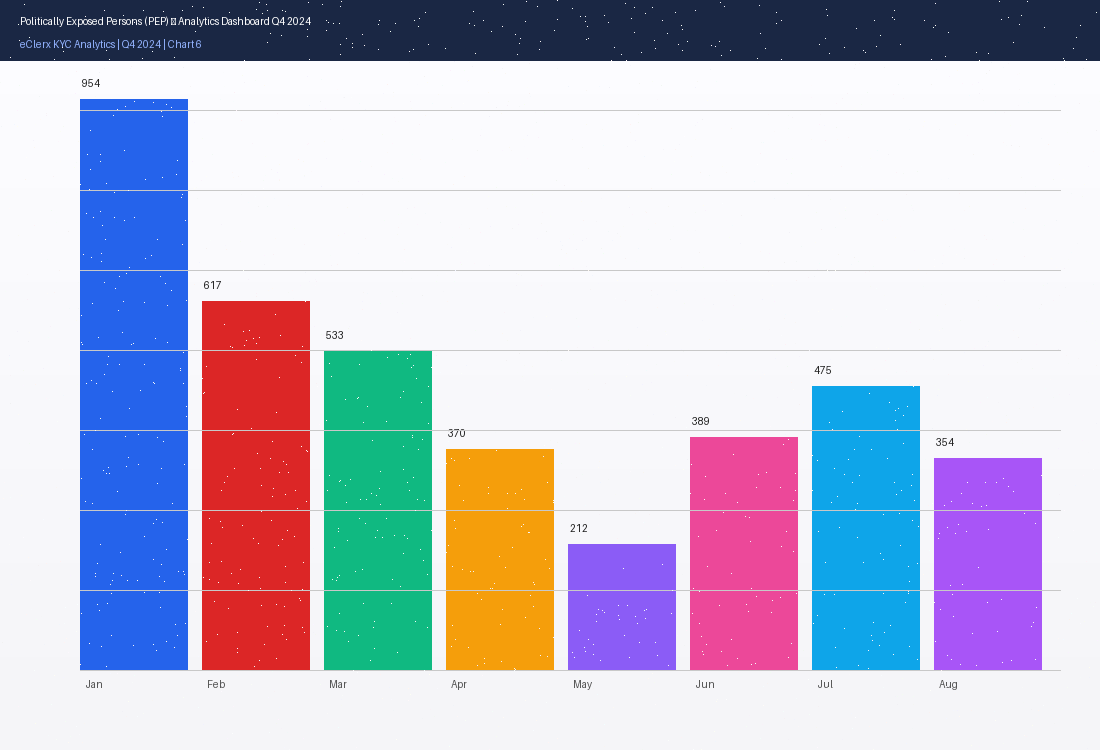 Politically Exposed Persons (PEP) ▯ Analytics Dashboard Q4 2024
eClerx KYC Analytics | Q4 2024 | Chart 6
954
617
533
370
212
389
475
354
Jan
Feb
Mar
Apr
May
Jun
Jul
Aug